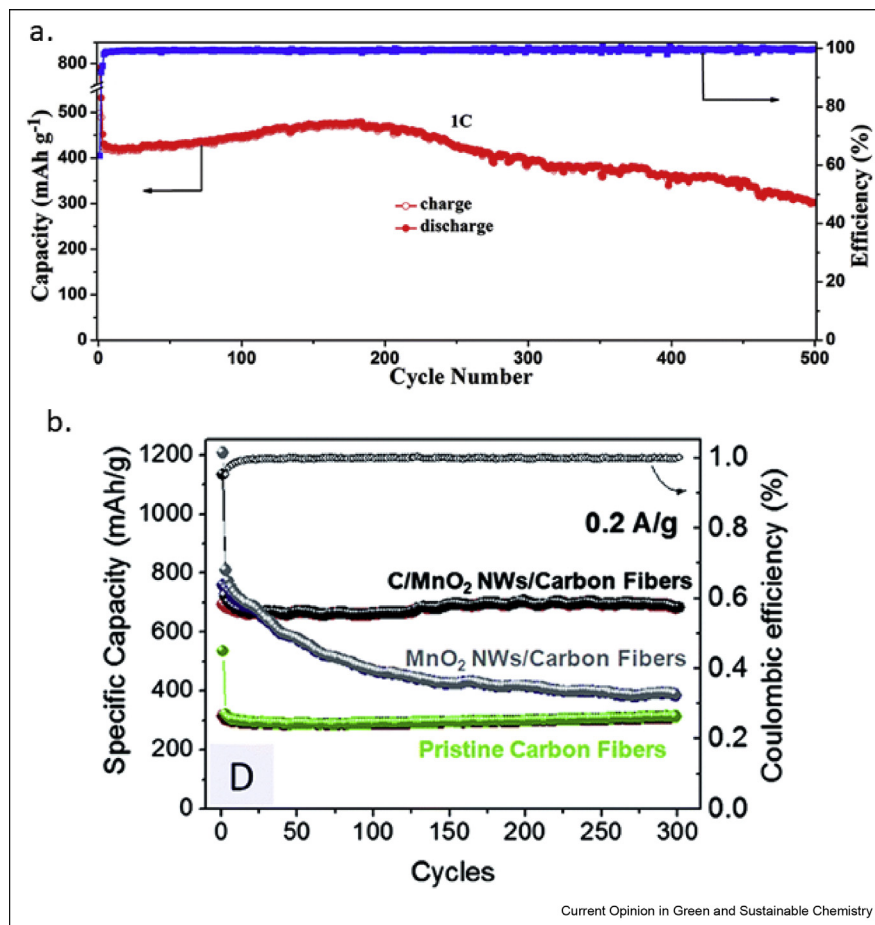 a.
800
500
400
300
200
100
0
Capacity (mAh g-1)
1C
charge
discharge
100
80
60
40
20
0
Efficiency (%)
0
100
200
300
400
500
Cycle Number
b.
1200
1000
800
600
400
200
0
Specific Capacity (mAh/g)
0.2 A/g
C/MnO₂ NWs/Carbon Fibers
MnO₂ NWs/Carbon Fibers
Pristine Carbon Fibers
D
1.0
0.8
0.6
0.4
0.2
0.0
Coulombic efficiency (%)
0
50
100
150
200
250
300
Cycles
Current Opinion in Green and Sustainable Chemistry